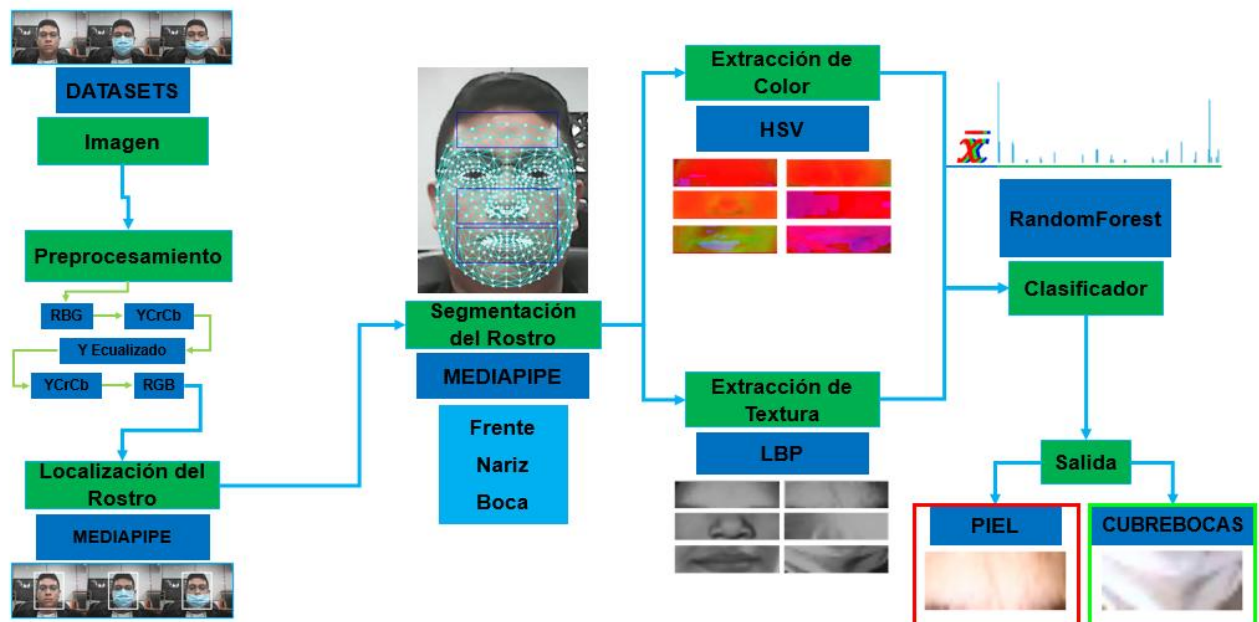 DATASETS
Imagen
Preprocesamiento
RBG
YCrCb
Y Ecualizado
YCrCb
RGB
Localización del
Rostro
MEDIAPIPE
Segmentación
del Rostro
MEDIAPIPE
Frente
Nariz
Boca
Extracción de
Color
HSV
Extracción de
Textura
LBP
x̄
RandomForest
Clasificador
Salida
PIEL
CUBREBOCAS